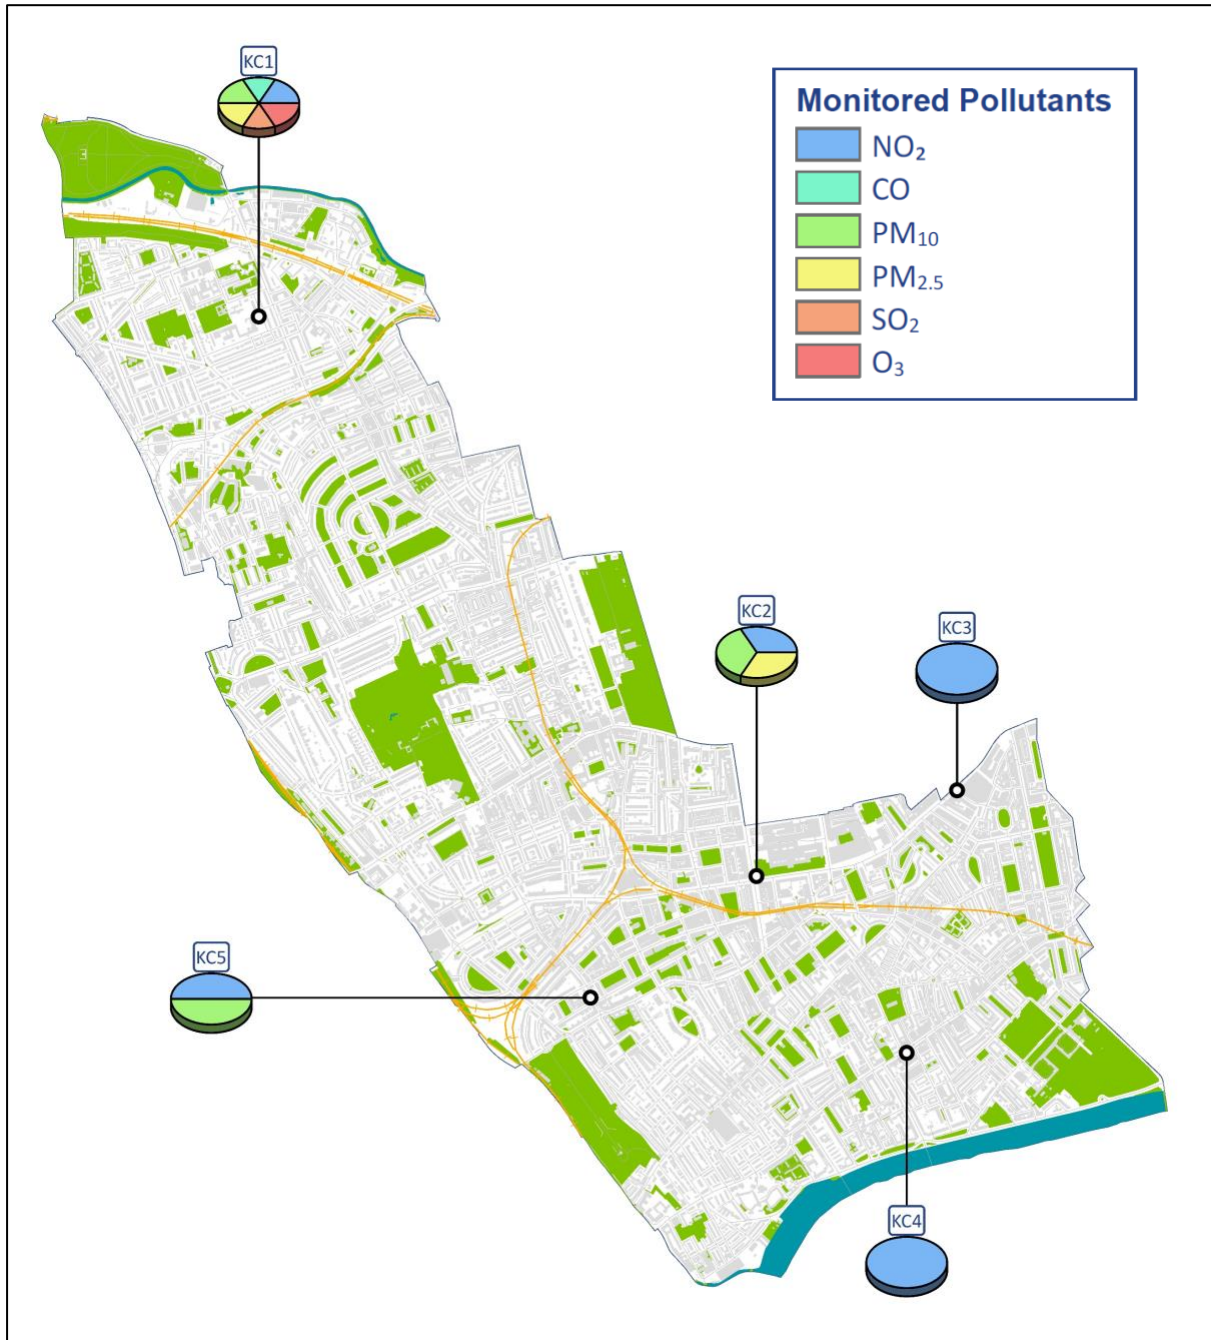 KC1
Monitored Pollutants
NO₂
CO
PM₁₀
PM₂.₅
SO₂
O₃
KC2
KC3
KC5
KC4